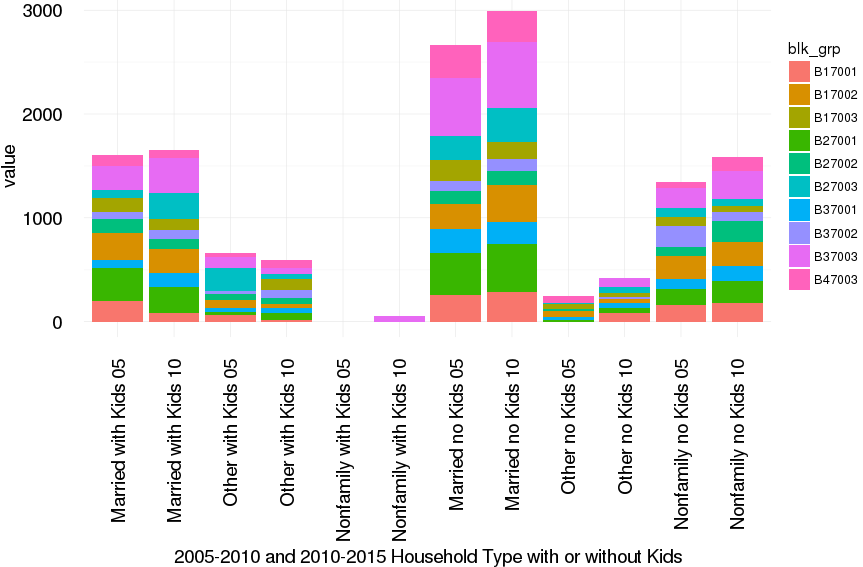 3000
2000
1000
0
value
Married with Kids 05
Married with Kids 10
Other with Kids 05
Other with Kids 10
Nonfamily with Kids 05
Nonfamily with Kids 10
Married no Kids 05
Married no Kids 10
Other no Kids 05
Other no Kids 10
Nonfamily no Kids 05
Nonfamily no Kids 10
2005-2010 and 2010-2015 Household Type with or without Kids
blk_grp
B17001
B17002
B17003
B27001
B27002
B27003
B37001
B37002
B37003
B47003